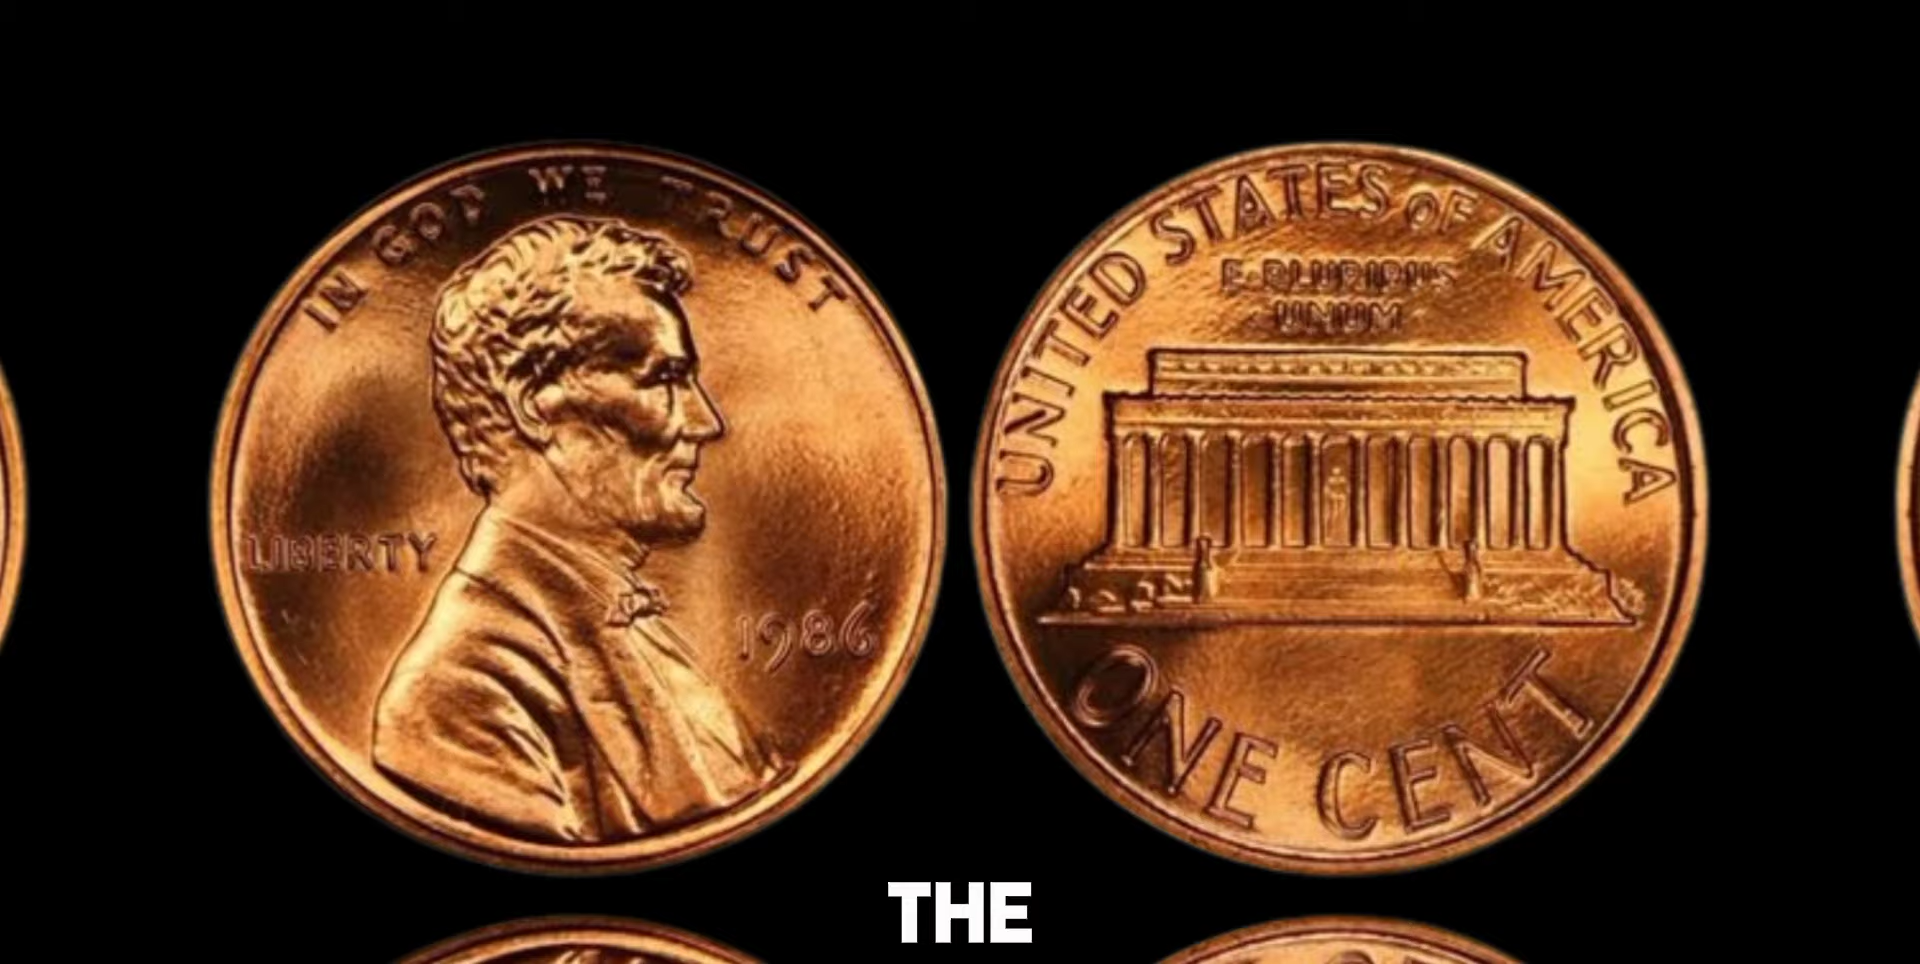 IN GOD WE TRUST
LIBERTY
1986
UNITED STATES OF AMERICA
E·PLURIBUS
UNUM
ONE CENT
THE